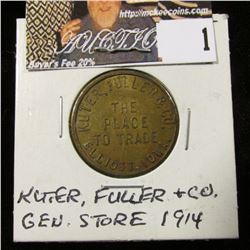 http://mckeecoins.com/
AUCTIO
Buyer's Fee 20%
1
KUTER, FULLER & CO.
THE
PLACE
TO TRADE
ELLIOTT, IOWA
KUTER, FULLER + CO.
GEN. STORE 1914